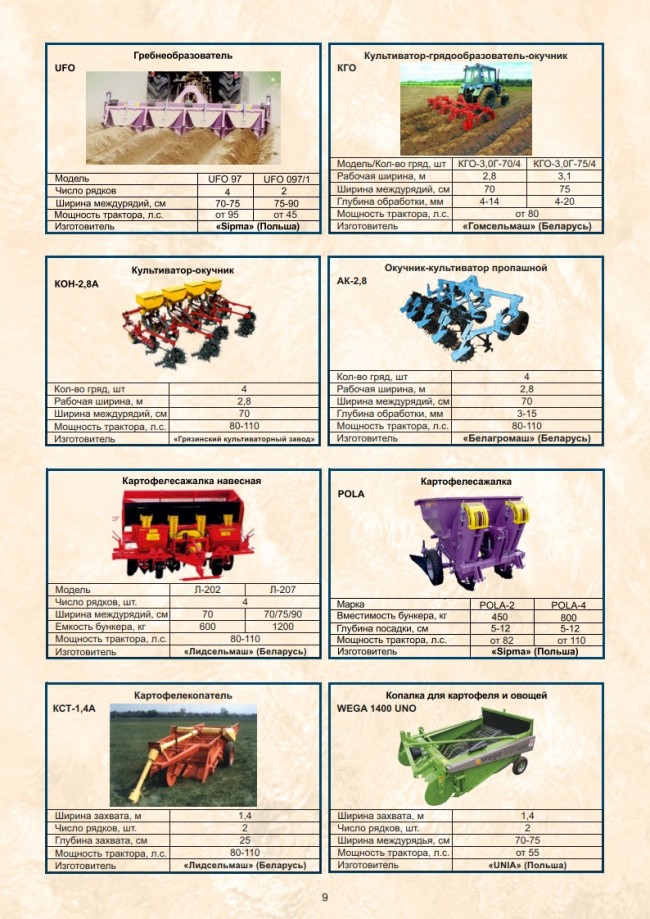 Гребнеобразователь
UFO
Модель UFO 97 UFO 097/1
Число рядков 4 2
Ширина междурядий, см 70-75 75-90
Мощность трактора, л.с. от 95 от 45
Изготовитель «Sipma» (Польша)
Культиватор-грядообразователь-окучник
КГО
Модель/Кол-во гряд, шт КГО-3,0Г-70/4 КГО-3,0Г-75/4
Рабочая ширина, м 2,8 3,1
Ширина междурядий, см 70 75
Глубина обработки, мм 4-14 4-20
Мощность трактора, л.с. от 80
Изготовитель «Гомсельмаш» (Беларусь)
Культиватор-окучник
КОН-2,8А
Кол-во гряд, шт 4
Рабочая ширина, м 2,8
Ширина междурядий, см 70
Мощность трактора, л.с. 80-110
Изготовитель «Грязинский культиваторный завод»
Окучник-культиватор пропашной
АК-2,8
Кол-во гряд, шт 4
Рабочая ширина, м 2,8
Ширина междурядий, см 70
Глубина обработки, мм 3-15
Мощность трактора, л.с. 80-110
Изготовитель «Белагромаш» (Беларусь)
Картофелесажалка навесная
Модель Л-202 Л-207
Число рядков, шт. 4
Ширина междурядий, см 70 70/75/90
Емкость бункера, кг 600 1200
Мощность трактора, л.с. 80-110
Изготовитель «Лидсельмаш» (Беларусь)
Картофелесажалка
POLA
Марка POLA-2 POLA-4
Вместимость бункера, кг 450 800
Глубина посадки, см 5-12 5-12
Мощность трактора, л.с. от 82 от 110
Изготовитель «Sipma» (Польша)
Картофелекопатель
КСТ-1,4А
Ширина захвата, м 1,4
Число рядков, шт. 2
Глубина захвата, см 25
Мощность трактора, л.с. 80-110
Изготовитель «Лидсельмаш» (Беларусь)
Копалка для картофеля и овощей
WEGA 1400 UNO
Ширина захвата, м 1,4
Число рядков, шт. 2
Ширина междурядья, см 70-75
Мощность трактора, л.с. от 55
Изготовитель «UNIA» (Польша)
9